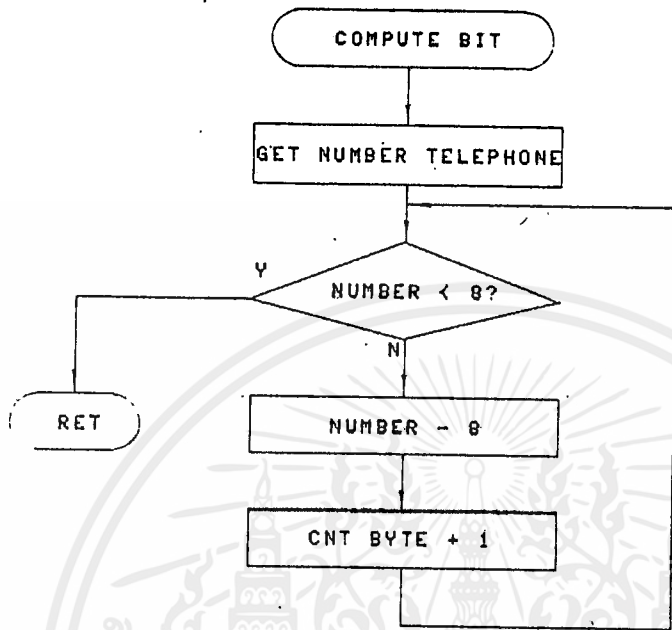 COMPUTE BIT
GET NUMBER TELEPHONE
Y
NUMBER < 8?
N
RET
NUMBER - 8
CNT BYTE + 1